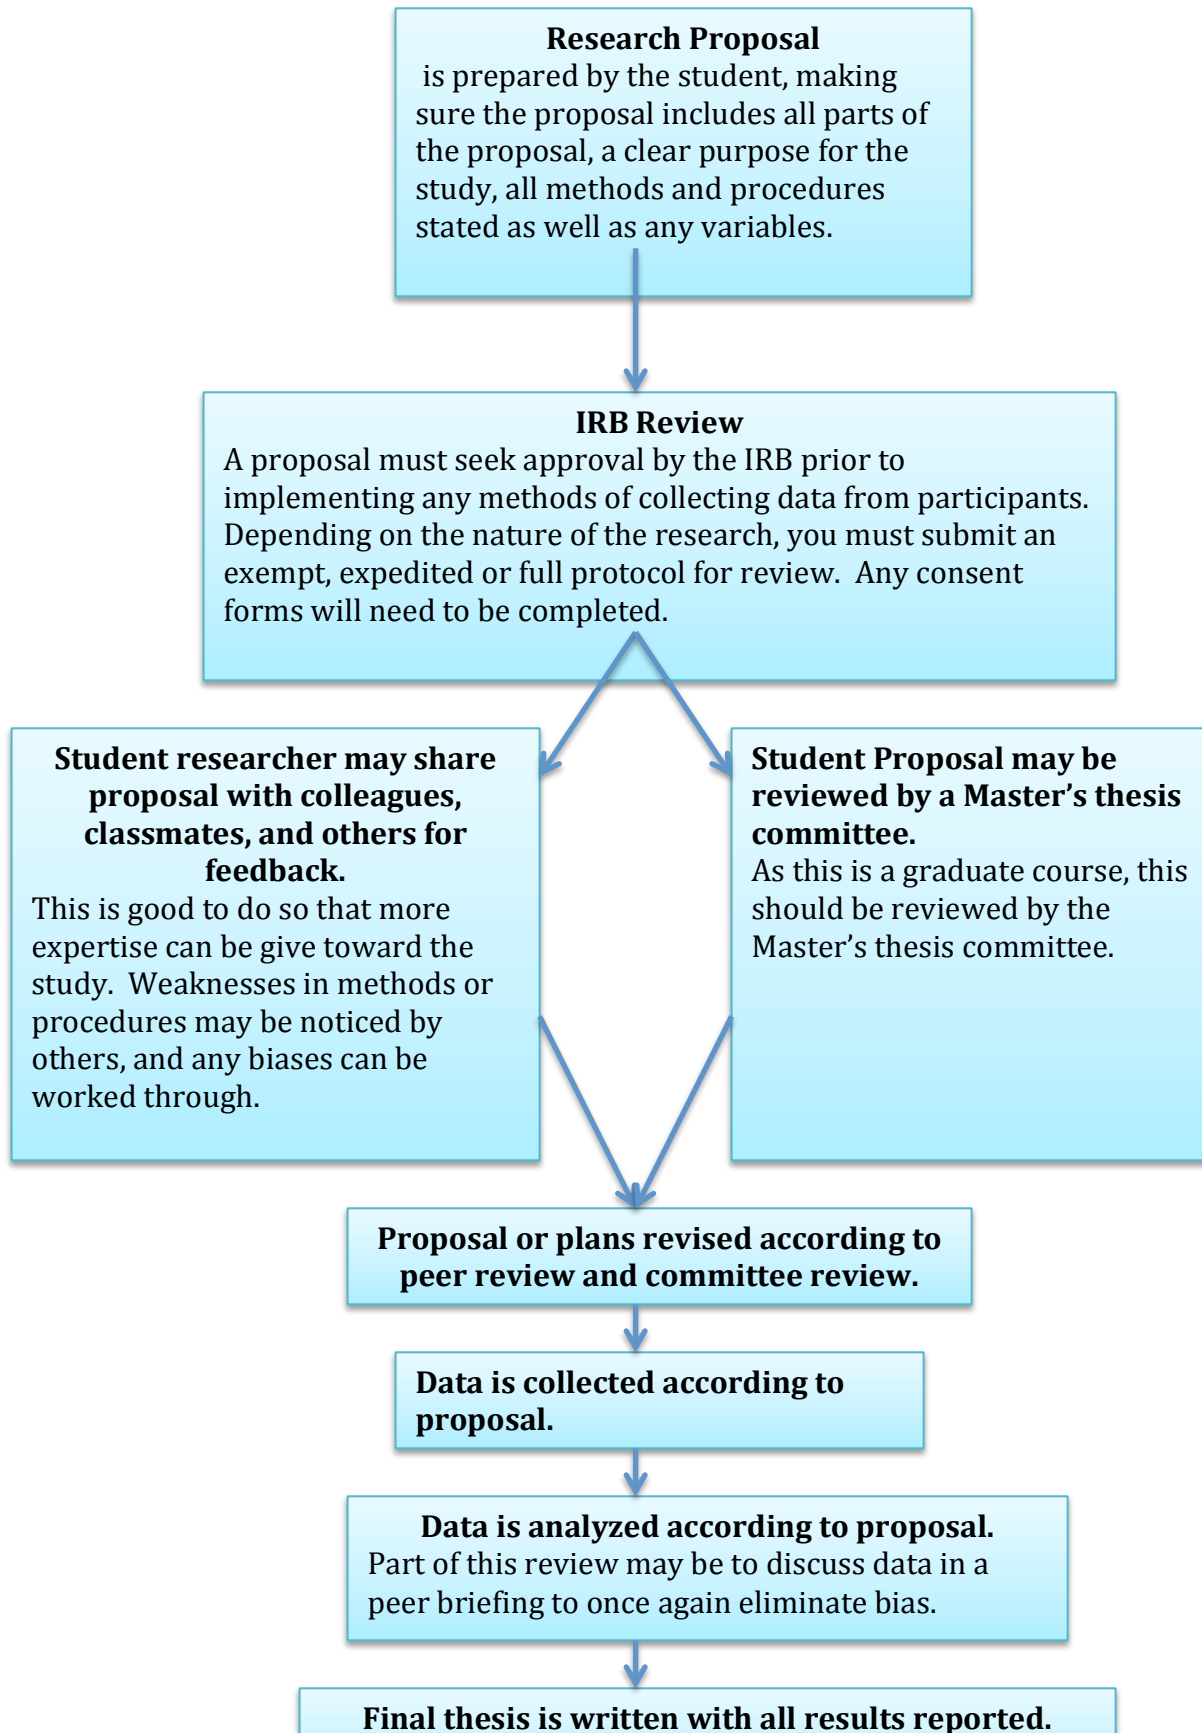 Research Proposal
is prepared by the student, making
sure the proposal includes all parts of
the proposal, a clear purpose for the
study, all methods and procedures
stated as well as any variables.
IRB Review
A proposal must seek approval by the IRB prior to
implementing any methods of collecting data from participants.
Depending on the nature of the research, you must submit an
exempt, expedited or full protocol for review.  Any consent
forms will need to be completed.
Student researcher may share
proposal with colleagues,
classmates, and others for
feedback.
This is good to do so that more
expertise can be give toward the
study.  Weaknesses in methods or
procedures may be noticed by
others, and any biases can be
worked through.
Student Proposal may be
reviewed by a Master’s thesis
committee.
As this is a graduate course, this
should be reviewed by the
Master’s thesis committee.
Proposal or plans revised according to
peer review and committee review.
Data is collected according to
proposal.
Data is analyzed according to proposal.
Part of this review may be to discuss data in a
peer briefing to once again eliminate bias.
Final thesis is written with all results reported.